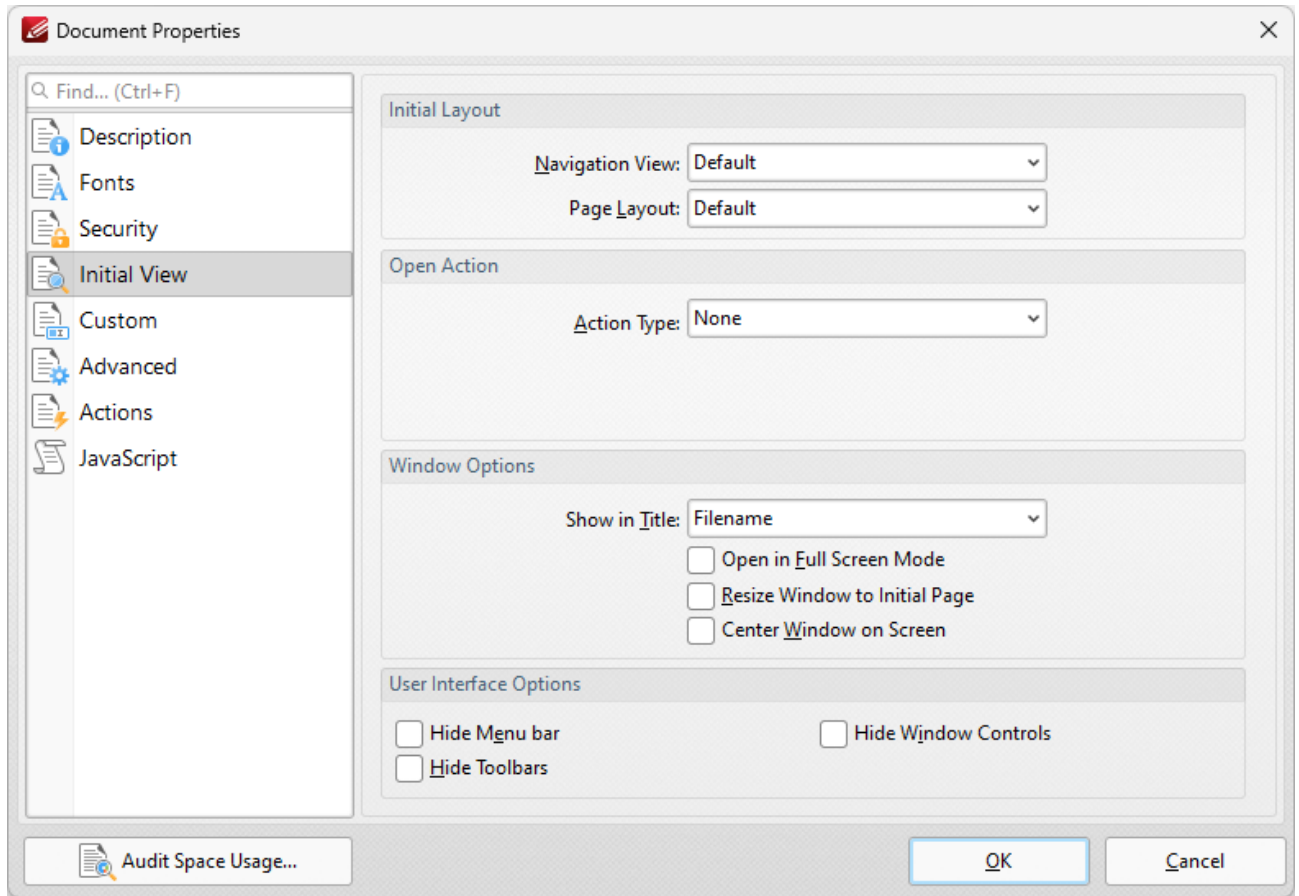 Document Properties
Find... (Ctrl+F)
Description
Fonts
Security
Initial View
Custom
Advanced
Actions
JavaScript
Initial Layout
Navigation View: Default
Page Layout: Default
Open Action
Action Type: None
Window Options
Show in Title: Filename
Open in Full Screen Mode
Resize Window to Initial Page
Center Window on Screen
User Interface Options
Hide Menu bar Hide Window Controls
Hide Toolbars
Audit Space Usage... OK Cancel